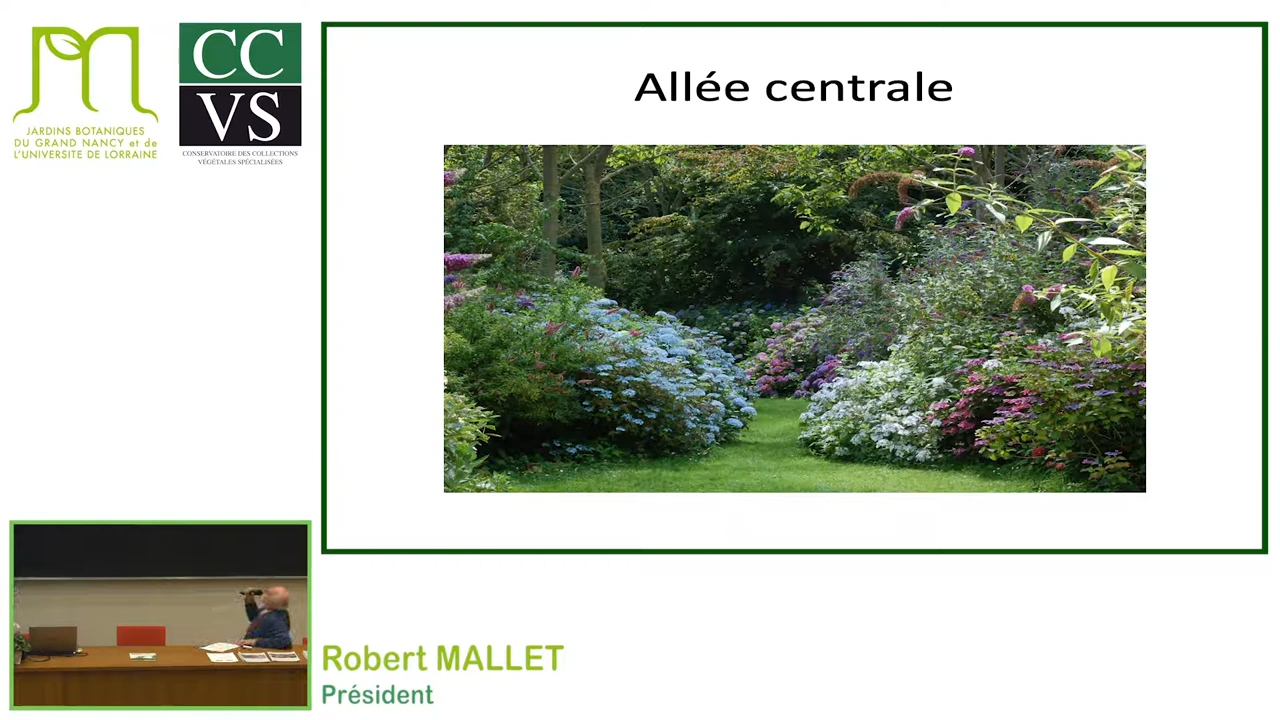 JARDINS BOTANIQUES
DU GRAND NANCY et de
L'UNIVERSITE DE LORRAINE
CC
VS
CONSERVATOIRE DES COLLECTIONS
VÉGÉTALES SPÉCIALISÉES
Allée centrale
Robert MALLET
Président